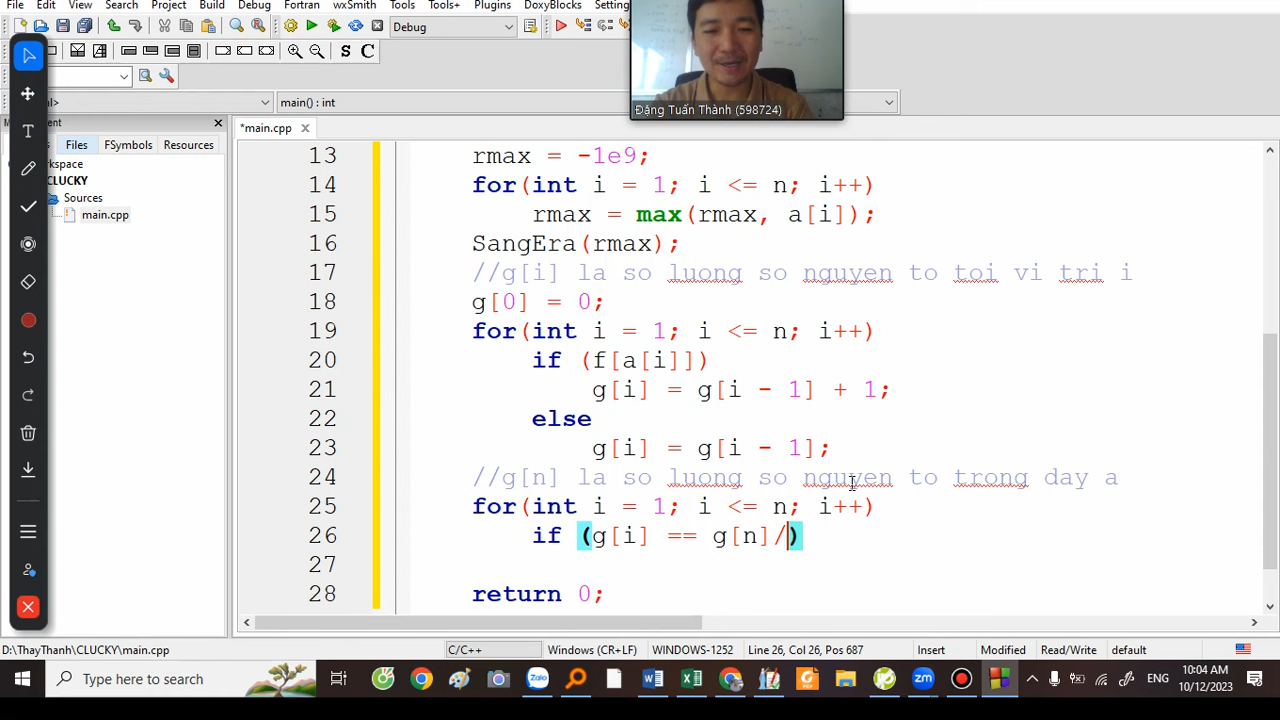 File Edit View Search Project Build Debug Fortran wxSmith Tools Tools+ Plugins DoxyBlocks
Debug
S C
main() : int
Đặng Tuấn Thành (598724)
*main.cpp
Files FSymbols Resources
CLUCKY
Sources
main.cpp
13 rmax = -1e9;
14 for(int i = 1; i <= n; i++)
15 rmax = max(rmax, a[i]);
16 SangEra(rmax);
17 //g[i] la so luong so nguyen to toi vi tri i
18 g[0] = 0;
19 for(int i = 1; i <= n; i++)
20 if (f[a[i]])
21 g[i] = g[i - 1] + 1;
22 else
23 g[i] = g[i - 1];
24 //g[n] la so luong so nguyen to trong day a
25 for(int i = 1; i <= n; i++)
26 if (g[i] == g[n]/)
27
28 return 0;
D:\ThayThanh\CLUCKY\main.cpp C/C++ Windows (CR+LF) WINDOWS-1252 Line 26, Col 26, Pos 687 Insert Modified Read/Write default
Type here to search
ENG
10:04 AM
10/12/2023